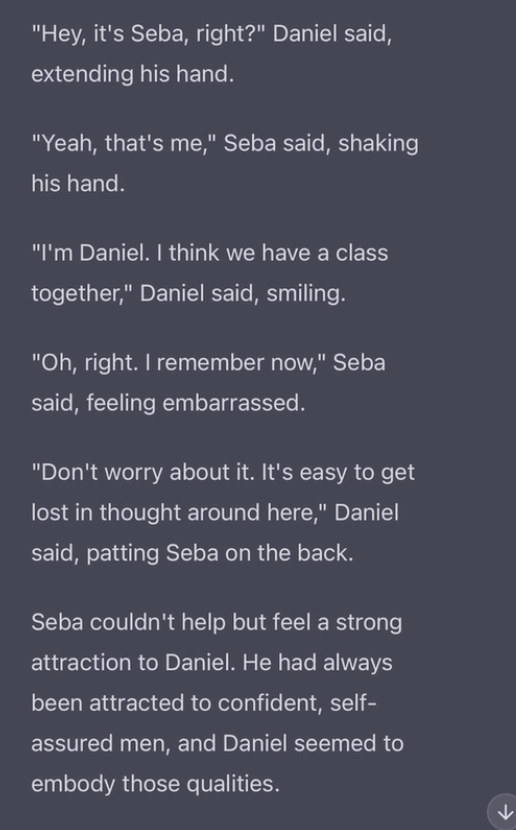 "Hey, it's Seba, right?" Daniel said,
extending his hand.
"Yeah, that's me," Seba said, shaking
his hand.
"I'm Daniel. I think we have a class
together," Daniel said, smiling.
"Oh, right. I remember now," Seba
said, feeling embarrassed.
"Don't worry about it. It's easy to get
lost in thought around here," Daniel
said, patting Seba on the back.
Seba couldn't help but feel a strong
attraction to Daniel. He had always
been attracted to confident, self-
assured men, and Daniel seemed to
embody those qualities.